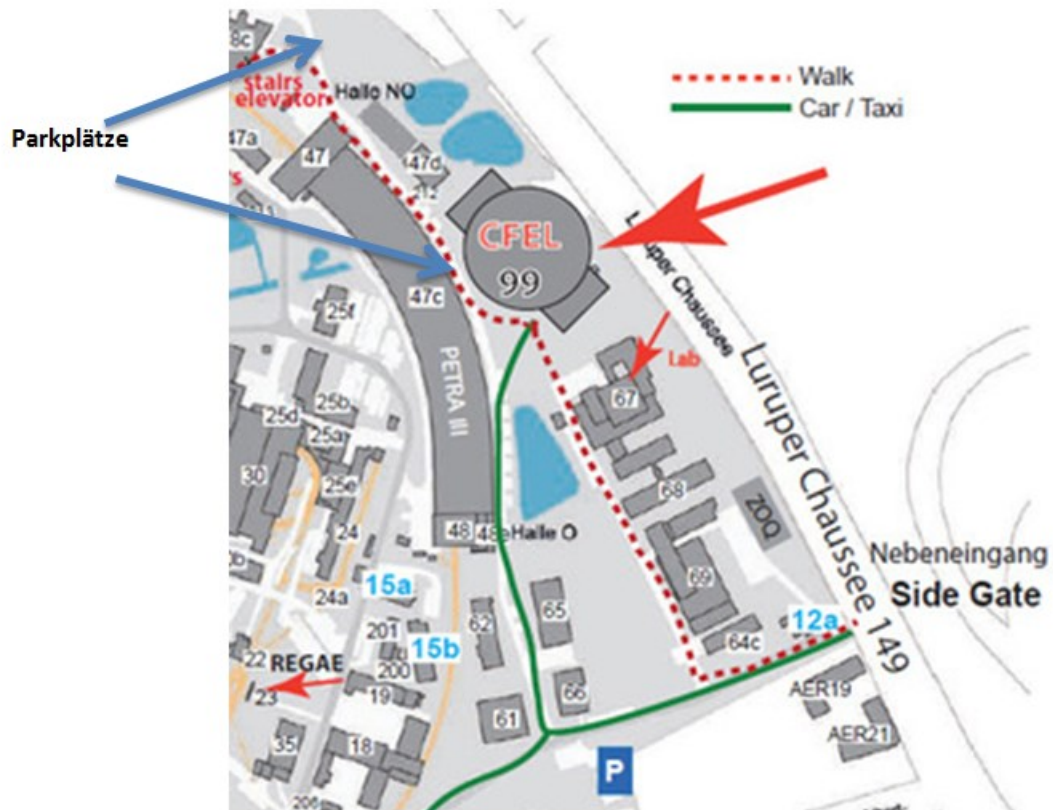 8c
stairs
elevator
Halle NO
Walk
Car / Taxi
Parkplätze
47a
47
47d
212
CFEL
99
Luruper Chaussee
47c
25f
PETRA III
Lab
67
Luruper Chaussee 149
25d
25b
25a
30
25e
24
68
ZOQ
48
Halle O
Nebeneingang
Side Gate
24a
15a
69
12a
62
65
201
15b
64c
22
REGAE
200
23
19
66
61
AER19
AER21
35
18
P
206